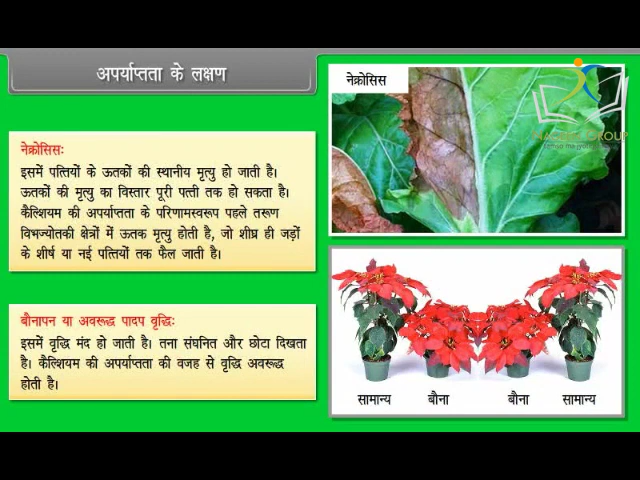 अपर्याप्तता के लक्षण
नेक्रोसिस
नेक्रोसिसः
इसमें पत्तियों के ऊतकों की स्थानीय मृत्यु हो जाती है।
ऊतकों की मृत्यु का विस्तार पूरी पत्ती तक हो सकता है।
कैल्शियम की अपर्याप्तता के परिणामस्वरूप पहले तरूण
विभज्योतकी क्षेत्रों में ऊतक मृत्यु होती है, जो शीघ्र ही जड़ों
के शीर्ष या नई पत्तियों तक फैल जाती है।
बौनापन या अवरूद्ध पादप वृद्धिः
इसमें वृद्धि मंद हो जाती है। तना संघनित और छोटा दिखता
है। कैल्शियम की अपर्याप्तता की वजह से वृद्धि अवरूद्ध
होती है।
सामान्य बौना बौना सामान्य